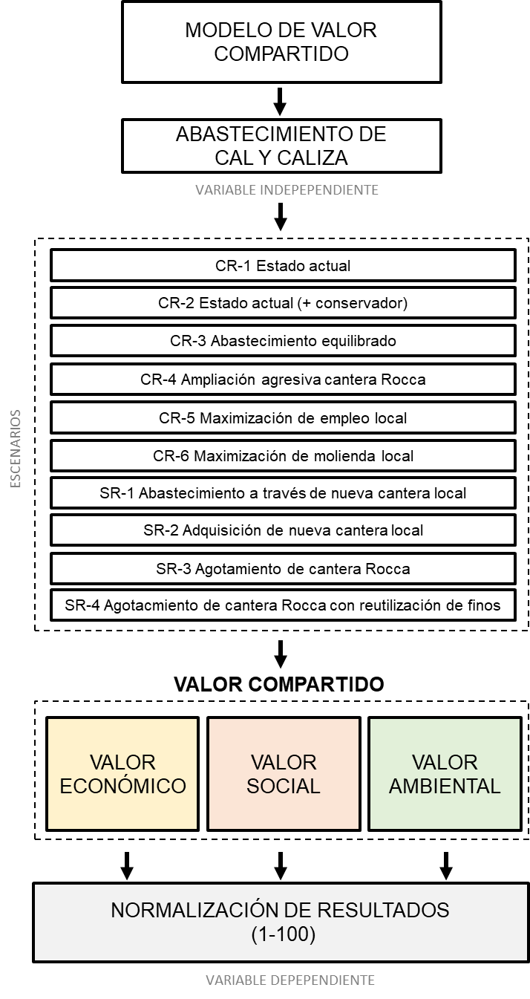 MODELO DE VALOR
COMPARTIDO
ABASTECIMIENTO DE
CAL Y CALIZA
VARIABLE INDEPEPENDIENTE
ESCENARIOS
CR-1 Estado actual
CR-2 Estado actual (+ conservador)
CR-3 Abastecimiento equilibrado
CR-4 Ampliación agresiva cantera Rocca
CR-5 Maximización de empleo local
CR-6 Maximización de molienda local
SR-1 Abastecimiento a través de nueva cantera local
SR-2 Adquisición de nueva cantera local
SR-3 Agotamiento de cantera Rocca
SR-4 Agotacmiento de cantera Rocca con reutilización de finos
VALOR COMPARTIDO
VALOR
ECONÓMICO
VALOR
SOCIAL
VALOR
AMBIENTAL
NORMALIZACIÓN DE RESULTADOS
(1-100)
VARIABLE DEPEPENDIENTE